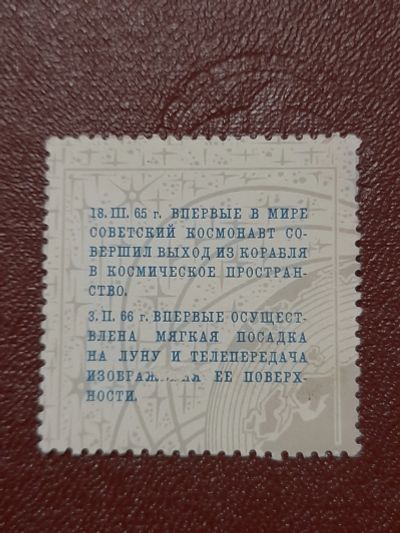 18. III. 65 г. ВПЕРВЫЕ В МИРЕ
СОВЕТСКИЙ КОСМОНАВТ СО-
ВЕРШИЛ ВЫХОД ИЗ КОРАБЛЯ
В КОСМИЧЕСКОЕ ПРОСТРАН-
СТВО.
3. II. 66 г. ВПЕРВЫЕ ОСУЩЕСТ-
ВЛЕНА МЯГКАЯ ПОСАДКА
НА ЛУНУ И ТЕЛЕПЕРЕДАЧА
ИЗОБРАЖЕНИЯ ЕЕ ПОВЕРХ-
НОСТИ.